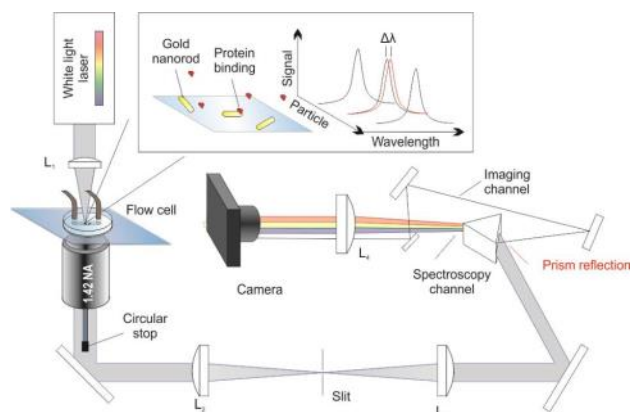 White light
laser
Gold
nanorod
Protein
binding
Signal
Δλ
Particle
Wavelength
L₁
Flow cell
1.42 NA
Circular
stop
Camera
L₄
Imaging
channel
Spectroscopy
channel
Prism reflection
L₂
Slit
L